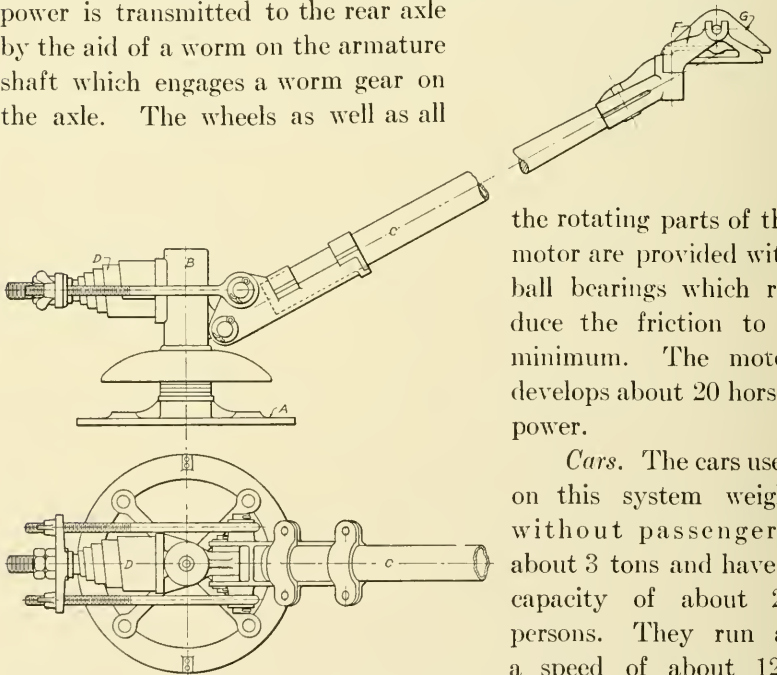 power is transmitted to the rear axle
by the aid of a worm on the armature
shaft which engages a worm gear on
the axle. The wheels as well as all
F
G
C
D
B
A
D
C
the rotating parts of th
motor are provided wit
ball bearings which r
duce the friction to
minimum. The moto
develops about 20 hors
power.
Cars. The cars use
on this system weig
without passenger
about 3 tons and have
capacity of about 2
persons. They run a
a speed of about 12